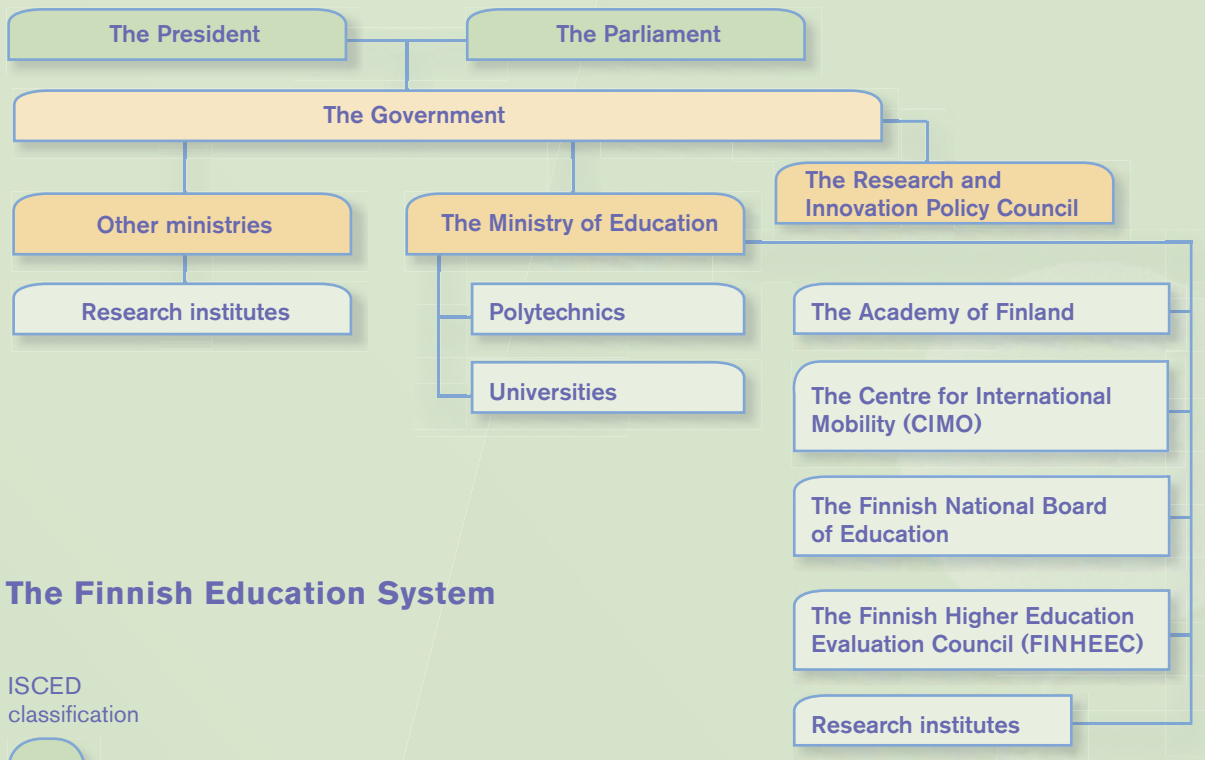 The President
The Parliament
The Government
The Research and
Innovation Policy Council
Other ministries
The Ministry of Education
Research institutes
Polytechnics
Universities
The Academy of Finland
The Centre for International
Mobility (CIMO)
The Finnish National Board
of Education
The Finnish Higher Education
Evaluation Council (FINHEEC)
Research institutes
The Finnish Education System
ISCED
classification